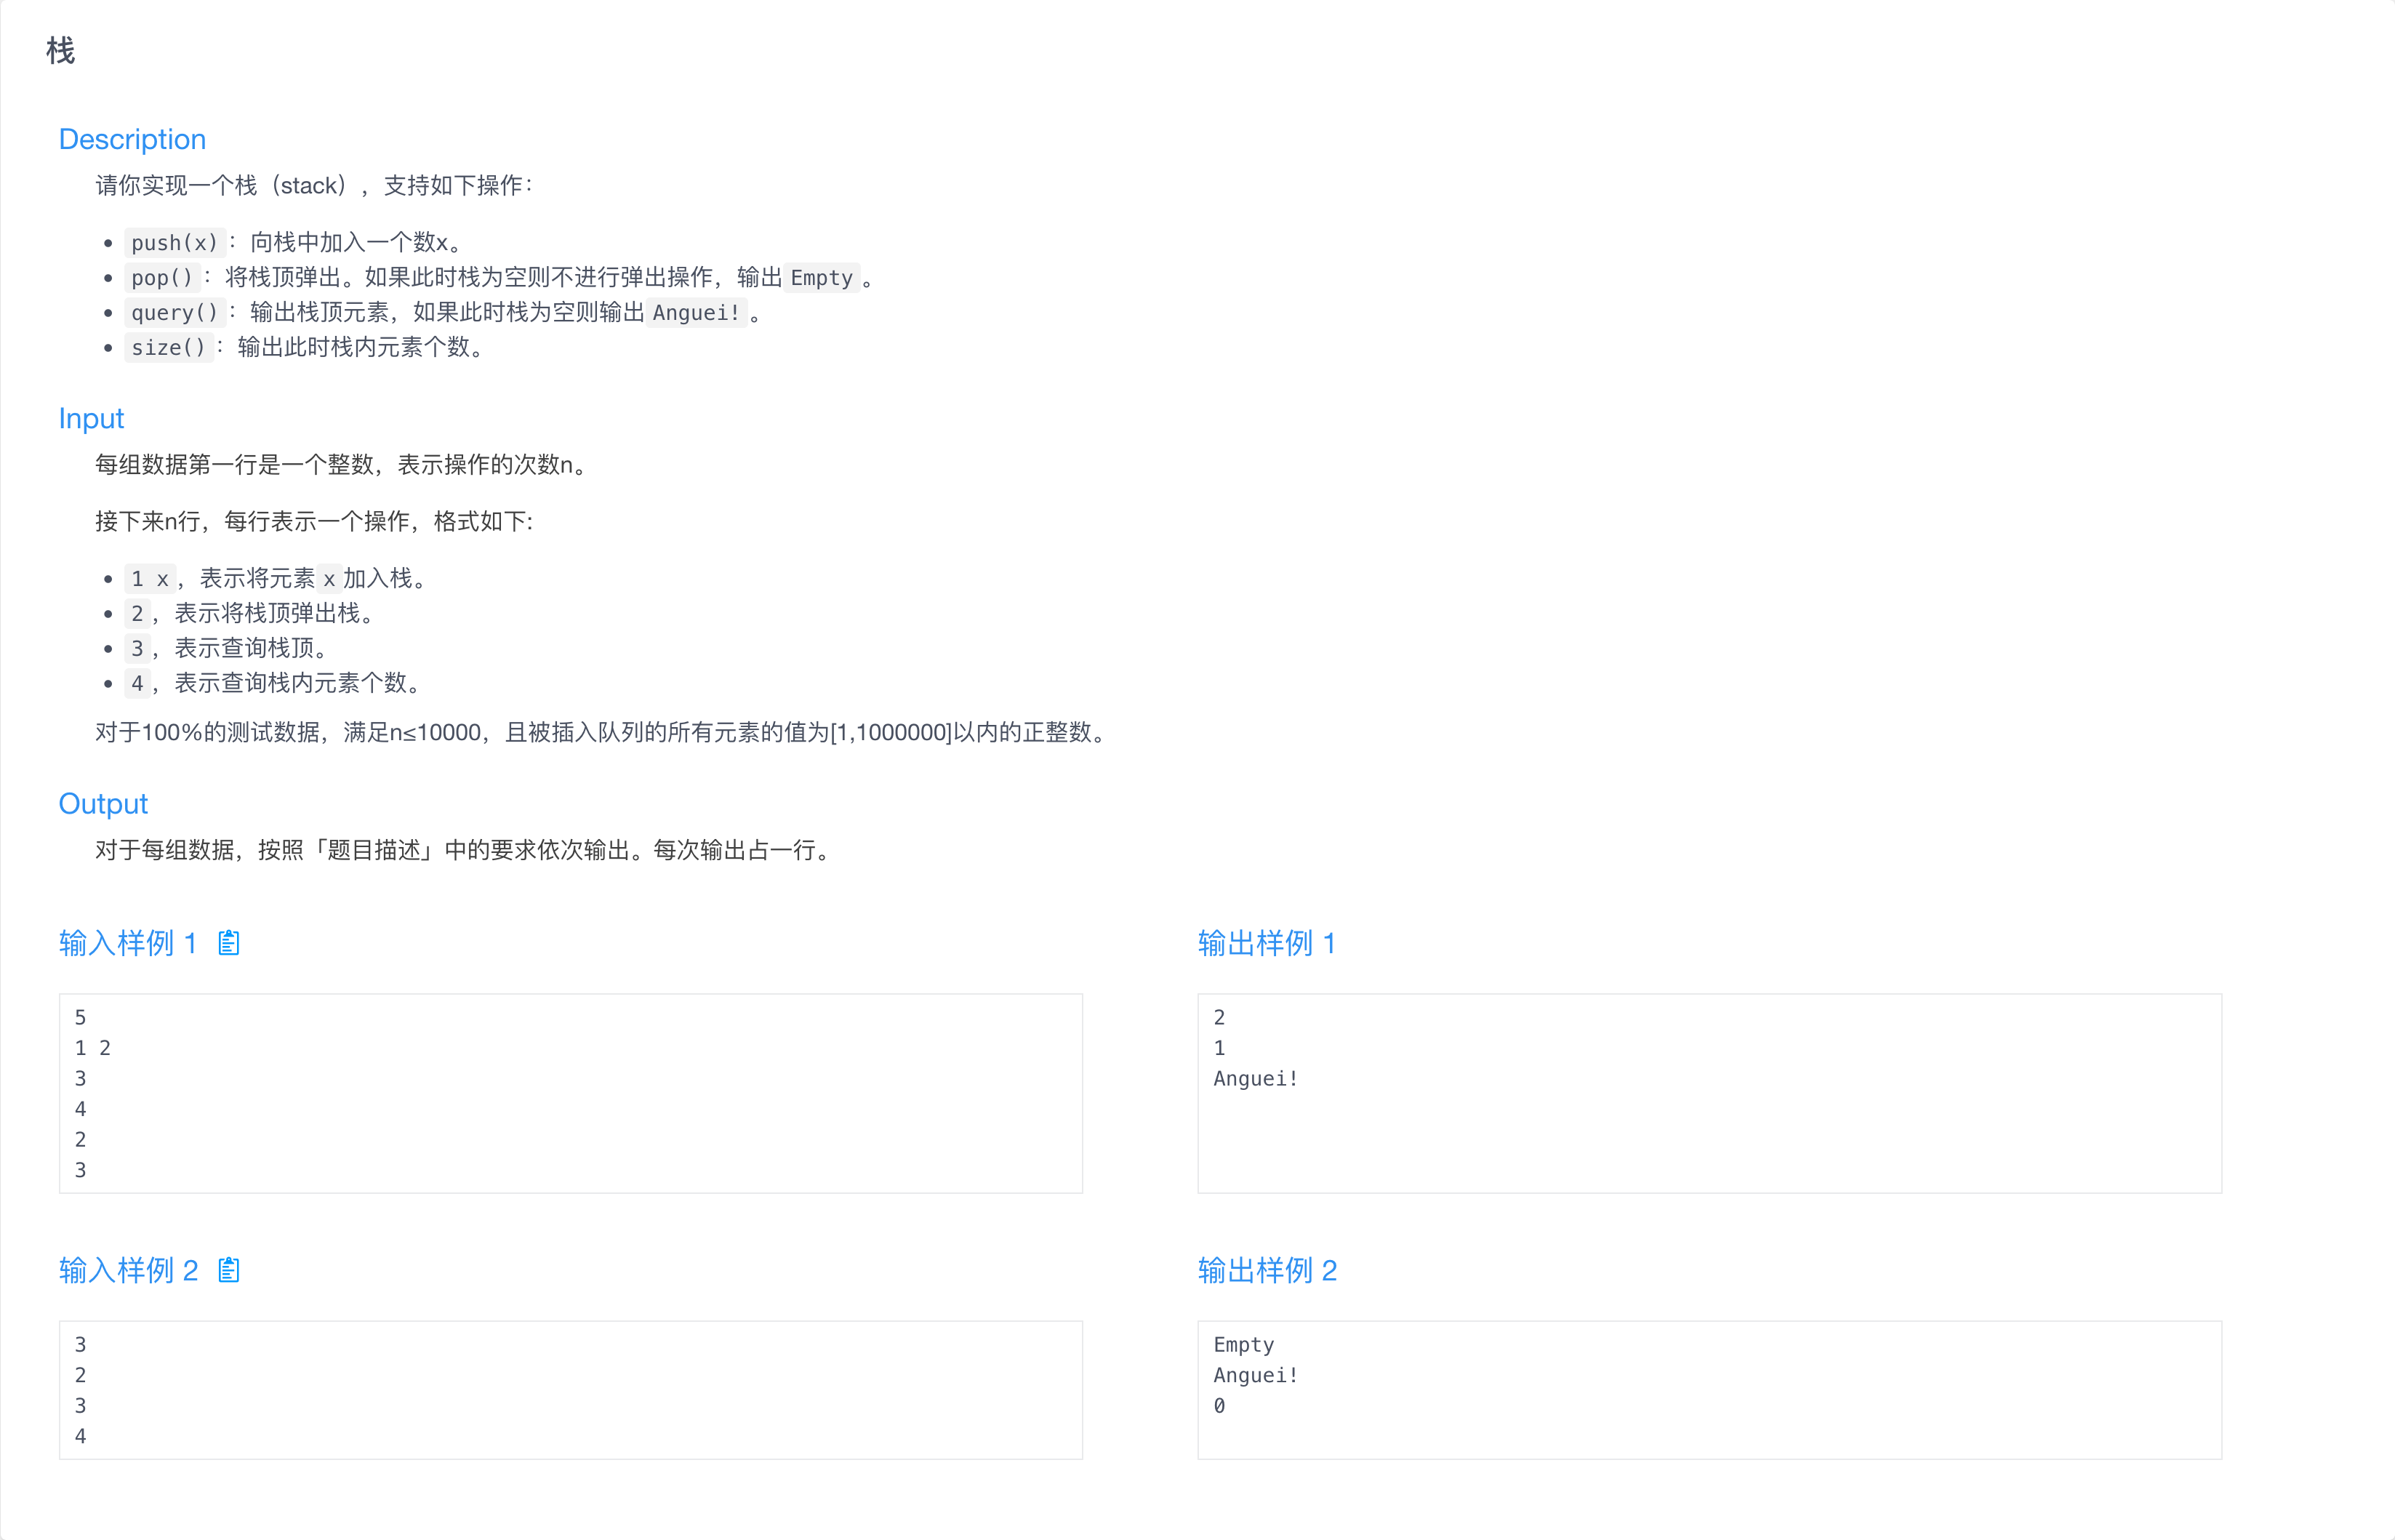 栈
Description
请你实现一个栈（stack），支持如下操作：
push(x)：向栈中加入一个数x。
pop()：将栈顶弹出。如果此时栈为空则不进行弹出操作，输出Empty。
query()：输出栈顶元素，如果此时栈为空则输出Anguei!。
size()：输出此时栈内元素个数。
Input
每组数据第一行是一个整数，表示操作的次数n。
接下来n行，每行表示一个操作，格式如下：
1 x，表示将元素x加入栈。
2，表示将栈顶弹出栈。
3，表示查询栈顶。
4，表示查询栈内元素个数。
对于100%的测试数据，满足n≤10000，且被插入队列的所有元素的值为[1,1000000]以内的正整数。
Output
对于每组数据，按照「题目描述」中的要求依次输出。每次输出占一行。
输入样例 1
5
1 2
3
4
2
3
输出样例 1
2
1
Anguei!
输入样例 2
3
2
3
4
输出样例 2
Empty
Anguei!
0